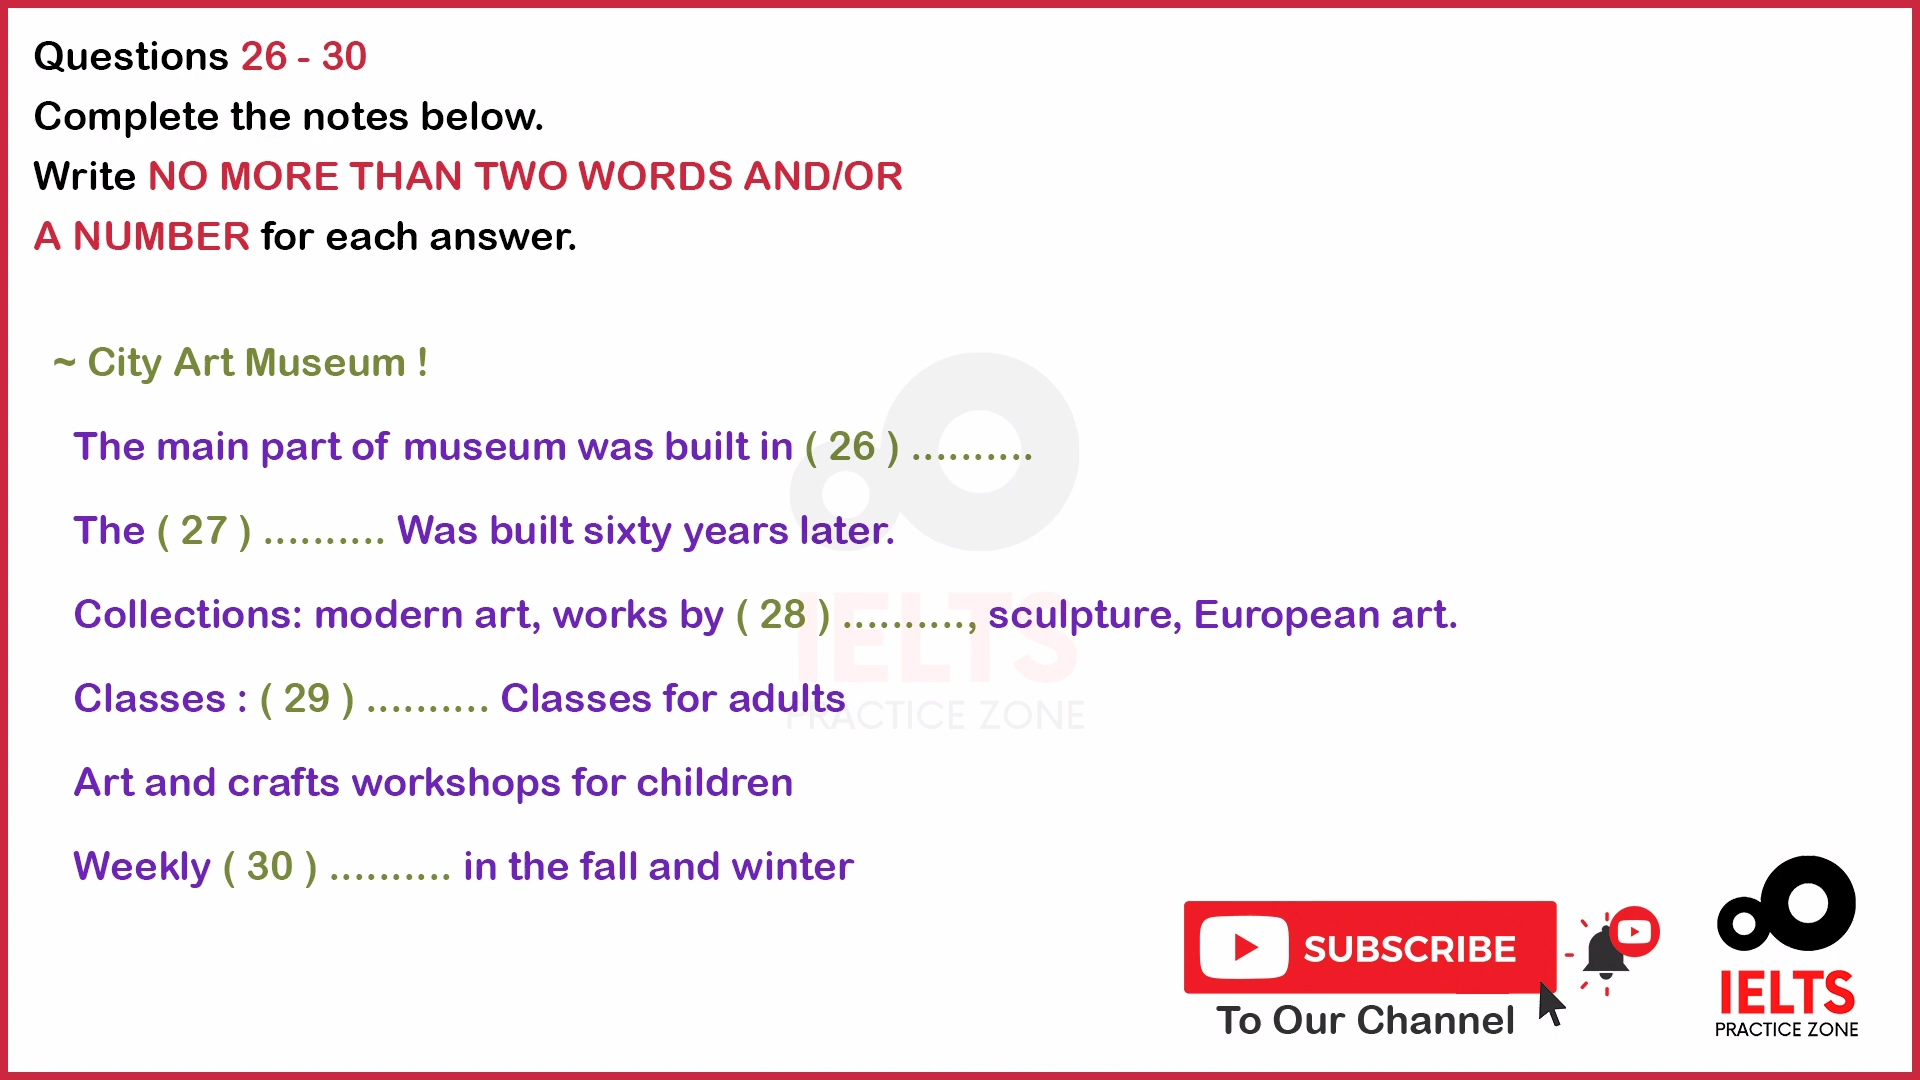 Questions 26 - 30
Complete the notes below.
Write NO MORE THAN TWO WORDS AND/OR
A NUMBER for each answer.
~ City Art Museum !
The main part of museum was built in ( 26 ) ..........
The ( 27 ) .......... Was built sixty years later.
Collections: modern art, works by ( 28 ) .........., sculpture, European art.
Classes : ( 29 ) .......... Classes for adults
Art and crafts workshops for children
Weekly ( 30 ) .......... in the fall and winter
IELTS
PRACTICE ZONE
SUBSCRIBE
To Our Channel
IELTS
PRACTICE ZONE